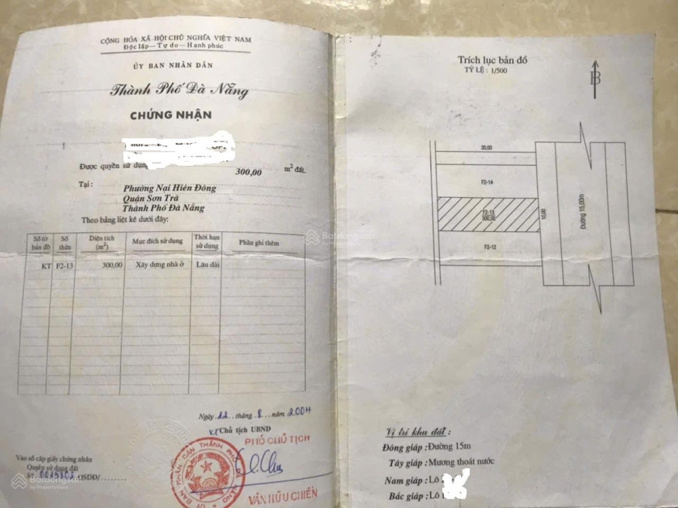 CỘNG HÒA XÃ HỘI CHỦ NGHĨA VIỆT NAM
Độc lập - Tự do - Hạnh phúc
ỦY BAN NHÂN DÂN
Thành Phố Đà Nẵng
CHỨNG NHẬN
Được quyền sử dụng 300,00 m² đất.
Tại : Phường Nại Hiên Đông
Quận Sơn Trà
Thành Phố Đà Nẵng
Theo bảng liệt kê dưới đây:
Số tờ bản đồ Số thửa Diện tích (m²) Mục đích sử dụng Thời hạn sử dụng Phần ghi thêm
KT F2-13 300,00 Xây dựng nhà ở Lâu dài
Ngày 11 tháng 8 năm 2004
Chủ tịch UBND
PHÓ CHỦ TỊCH
VĂN HỮU CHIẾN
Vào sổ cấp giấy chứng nhận
Quyền sử dụng đất
QSDĐ/
Trích lục bản đồ
TỶ LỆ : 1/500
B
30,00
F2-14
F2-13
300,00
10,00
F2-12
Đường 15,00m
Vị trí khu đất :
Đông giáp: Đường 15m
Tây giáp: Mương thoát nước
Nam giáp: Lô
Bắc giáp: Lô